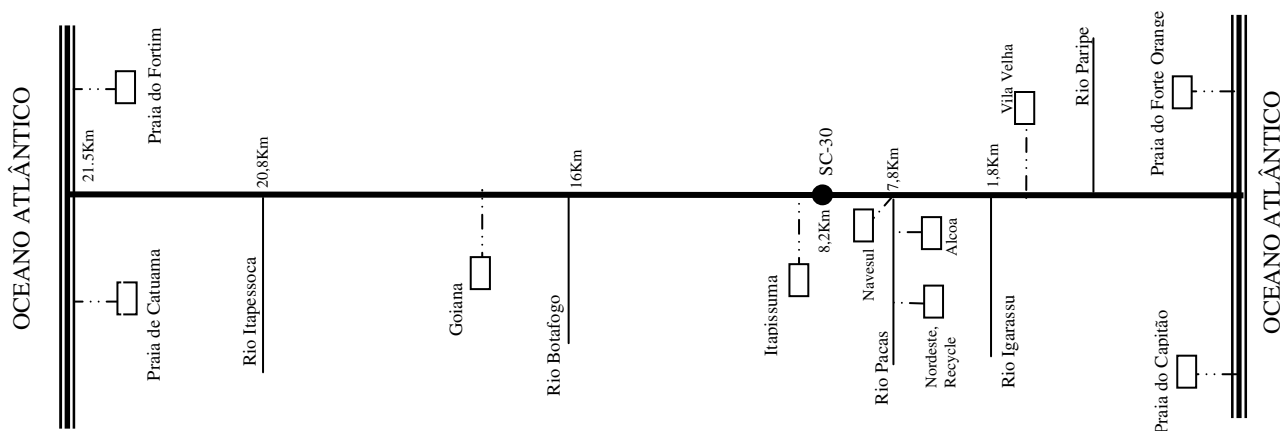 OCEANO ATLÂNTICO
Praia de Catuama
Praia do Fortim
21.5Km
Rio Itapessoca
20,8Km
Goiana
Rio Botafogo
16Km
Itapissuma
8,2Km
SC-30
Navesul
Rio Pacas
7,8Km
Alcoa
Nordeste,
Recycle
Rio Igarassu
1,8Km
Vila Velha
Rio Paripe
Praia do Capitão
Praia do Forte Orange
OCEANO ATLÂNTICO